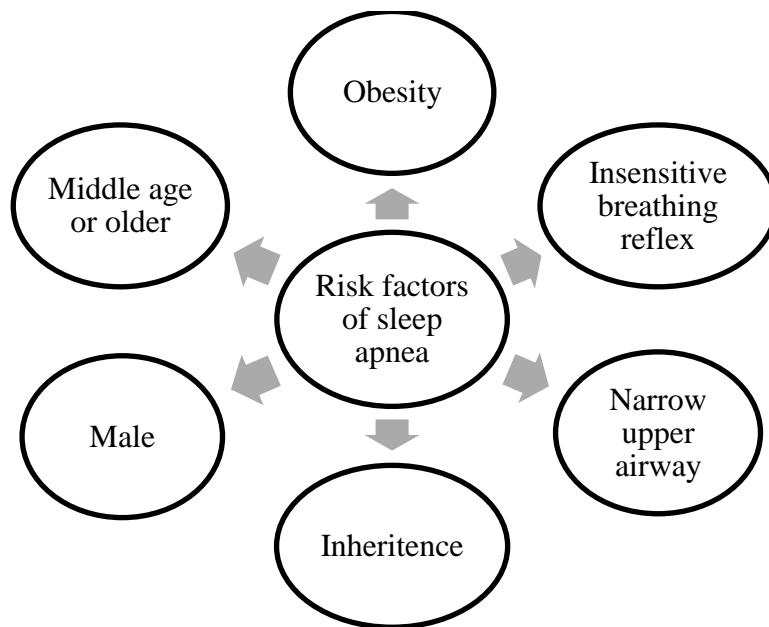 Obesity
Middle age
or older
Insensitive
breathing
reflex
Risk factors
of sleep
apnea
Male
Narrow
upper
airway
Inheritence